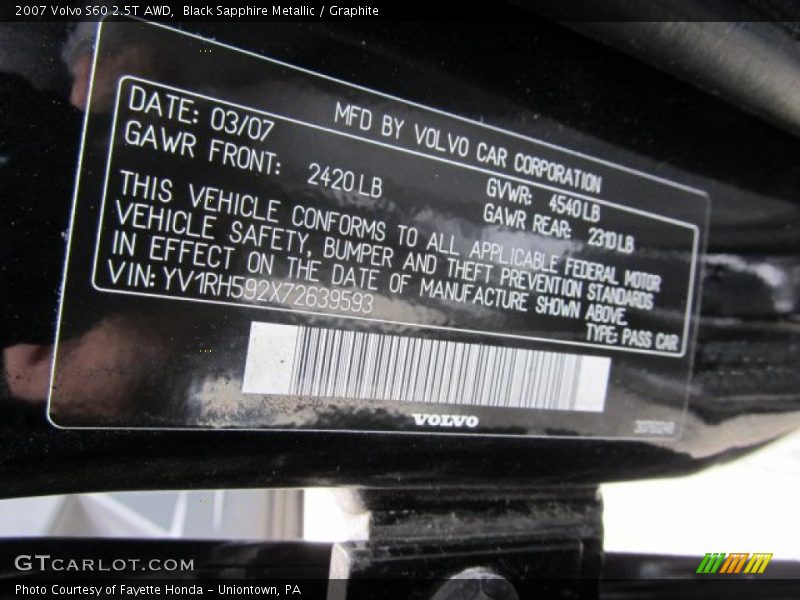 2007 Volvo S60 2.5T AWD, Black Sapphire Metallic / Graphite
MFD BY VOLVO CAR CORPORATION
DATE: 03/07
GVWR: 4540 LB
GAWR FRONT: 2420 LB
GAWR REAR: 2310 LB
THIS VEHICLE CONFORMS TO ALL APPLICABLE FEDERAL MOTOR
VEHICLE SAFETY, BUMPER AND THEFT PREVENTION STANDARDS
IN EFFECT ON THE DATE OF MANUFACTURE SHOWN ABOVE.
VIN: YV1RH592X72639593
TYPE: PASS CAR
VOLVO
GTCARLOT.COM
Photo Courtesy of Fayette Honda - Uniontown, PA